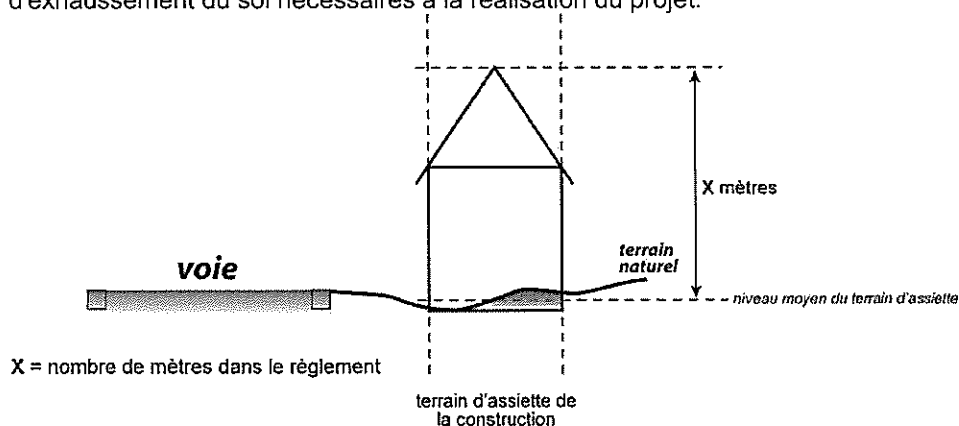 d'exhaussement du sol nécessaires à la réalisation du projet.
X mètres
voie
terrain
naturel
niveau moyen du terrain d'assiette
X = nombre de mètres dans le règlement
terrain d'assiette de
la construction